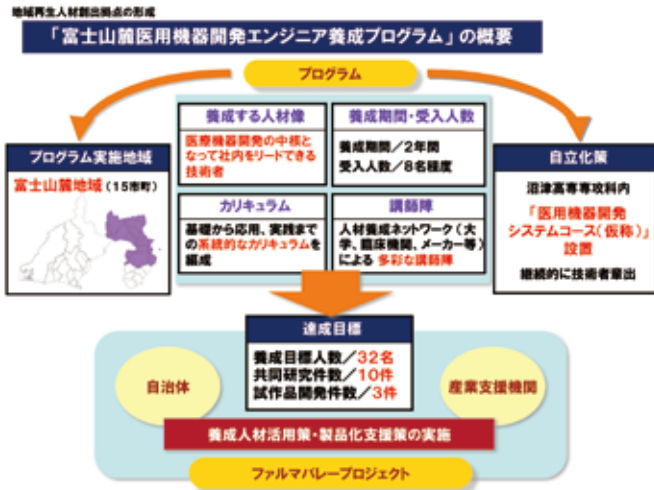 地域再生人材創出拠点の形成
「富士山麓医用機器開発エンジニア養成プログラム」の概要
プログラム
養成する人材像
医療機器開発の中核と
なって社内をリードできる
技術者
養成期間・受入人数
養成期間／2年間
受入人数／8名程度
プログラム実施地域
富士山麓地域（15市町）
カリキュラム
基礎から応用、実践まで
の系統的なカリキュラムを
編成
講師陣
人材養成ネットワーク（大
学、臨床機関、メーカー等）
による多彩な講師陣
自立化策
沼津高専専攻科内
「医用機器開発
システムコース（仮称）」
設置
継続的に技術者輩出
達成目標
養成目標人数／32名
共同研究件数／10件
試作品開発件数／3件
自治体
産業支援機関
養成人材活用策・製品化支援策の実施
ファルマバレープロジェクト